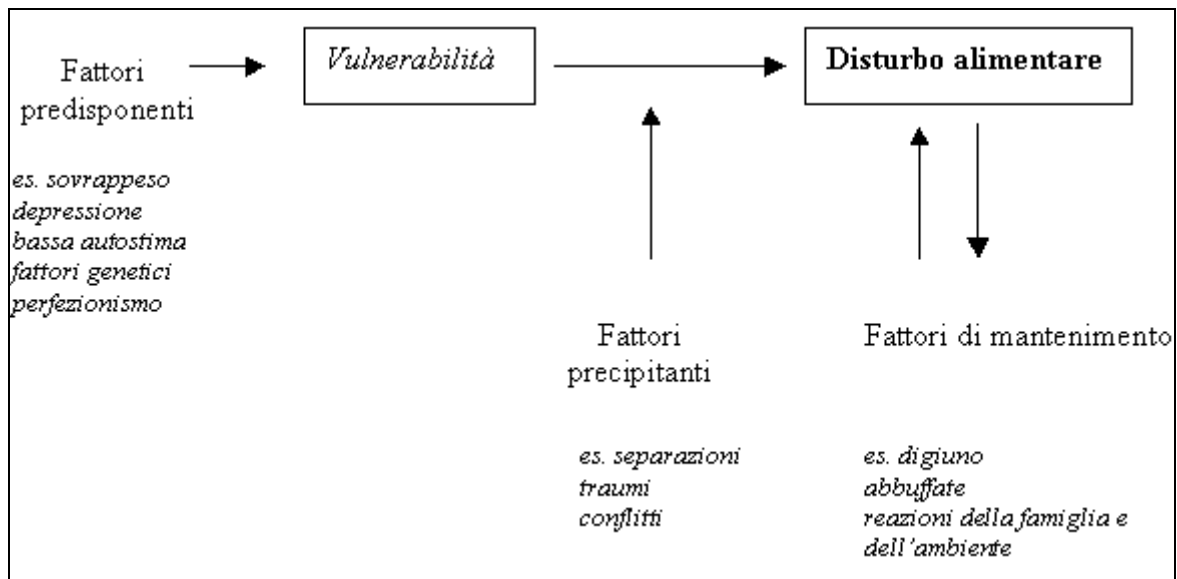 Fattori
predisponenti
es. sovrappeso
depressione
bassa autostima
fattori genetici
perfezionismo
Vulnerabilità
Disturbo alimentare
Fattori
precipitanti
es. separazioni
traumi
conflitti
Fattori di mantenimento
es. digiuno
abbuffate
reazioni della famiglia e
dell'ambiente